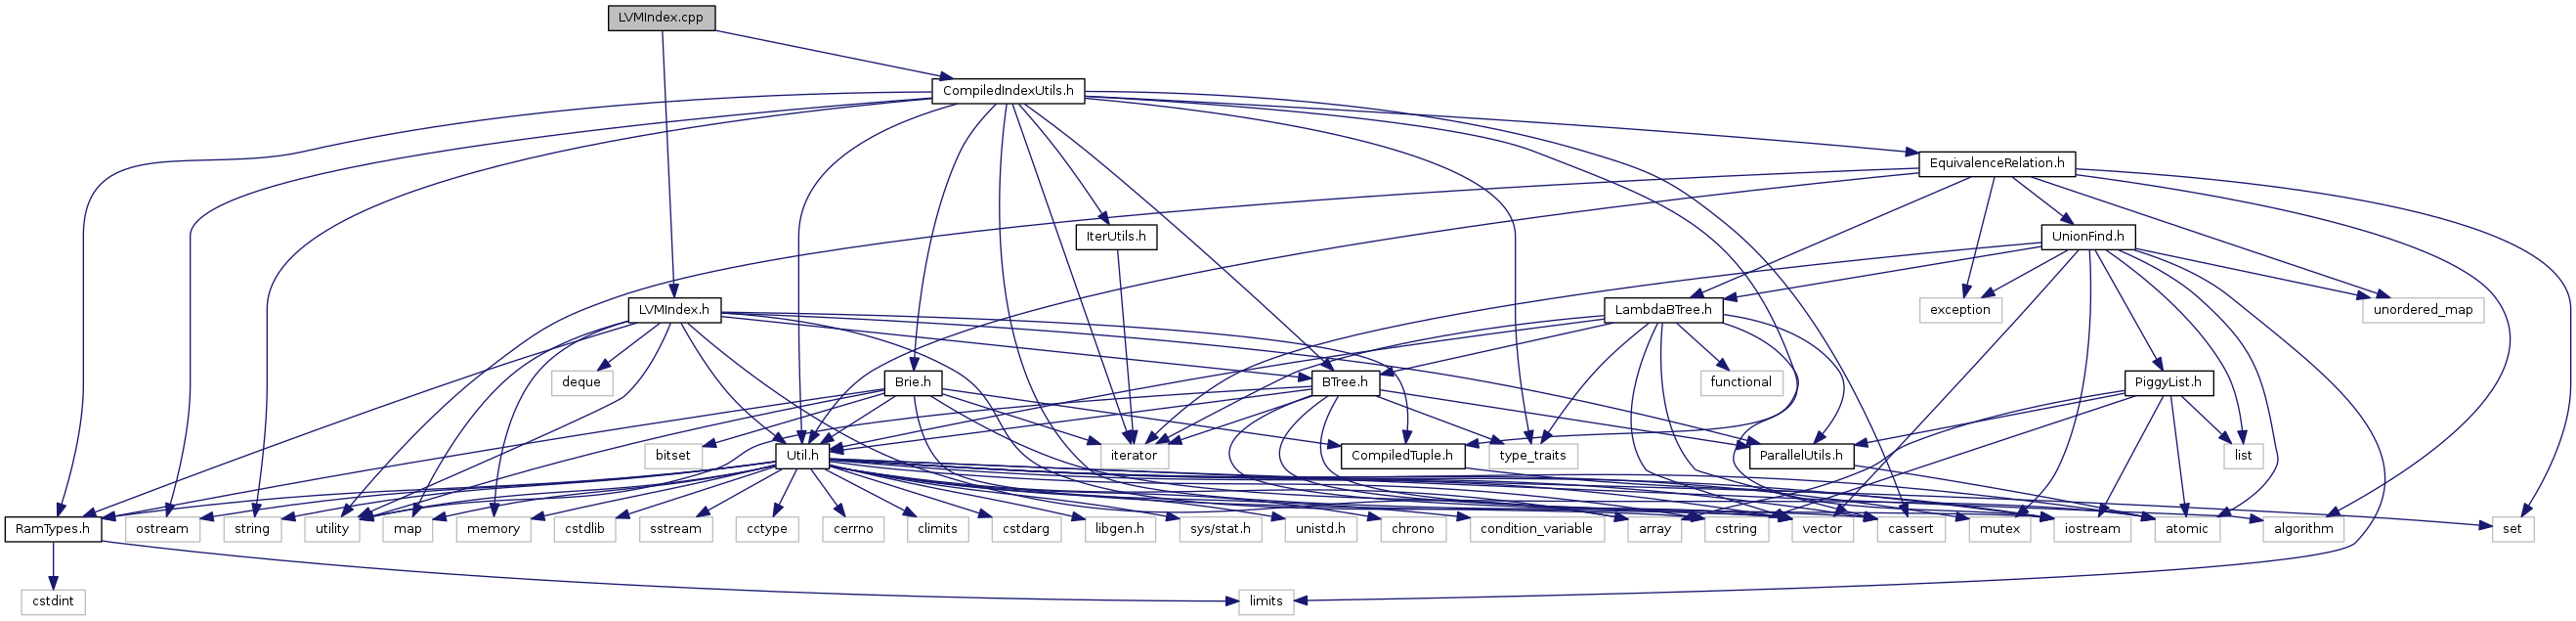 LVMIndex.cpp
CompiledIndexUtils.h
EquivalenceRelation.h
IterUtils.h
UnionFind.h
LVMIndex.h
LambdaBTree.h
exception
unordered_map
deque
Brie.h
BTree.h
functional
PiggyList.h
bitset
Util.h
iterator
CompiledTuple.h
type_traits
ParallelUtils.h
list
RamTypes.h
ostream
string
utility
map
memory
cstdlib
sstream
cctype
cerrno
climits
cstdarg
libgen.h
sys/stat.h
unistd.h
chrono
condition_variable
array
cstring
vector
cassert
mutex
iostream
atomic
algorithm
set
cstdint
limits